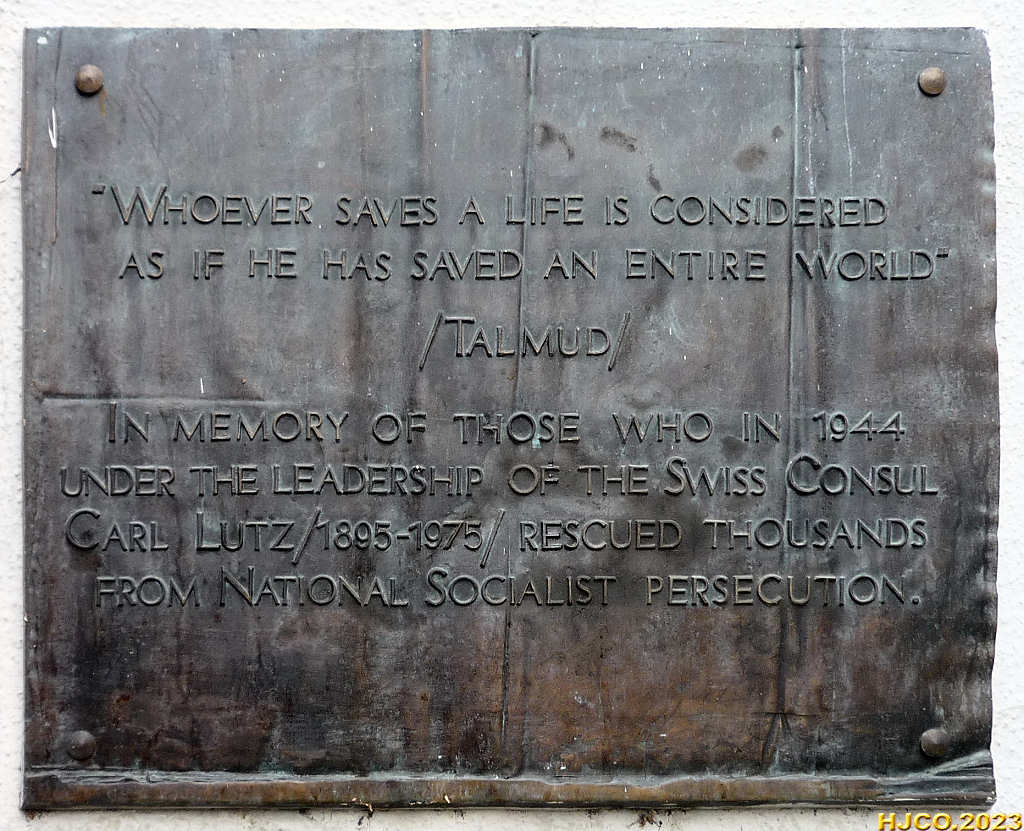 "Whoever saves a life is considered
as if he has saved an entire world"
/Talmud/
In memory of those who in 1944
under the leadership of the Swiss Consul
Carl Lutz/1895-1975/ rescued thousands
from National Socialist persecution.
HJCO,2023